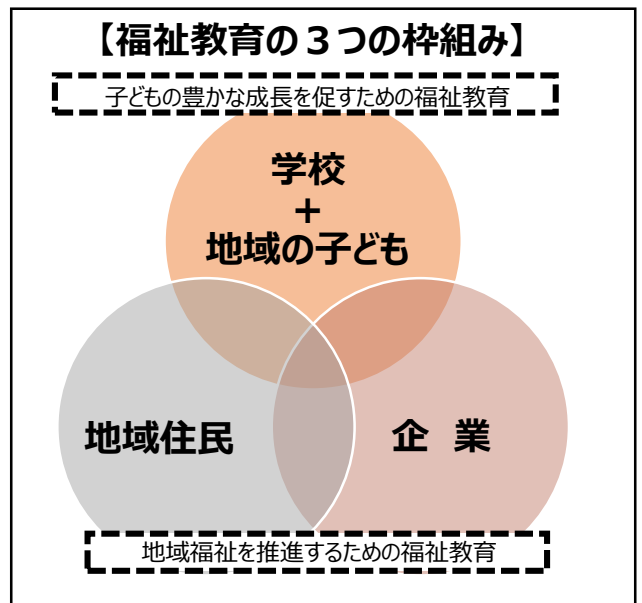 【福祉教育の３つの枠組み】
子どもの豊かな成長を促すための福祉教育
学校
+
地域の子ども
地域住民
企 業
地域福祉を推進するための福祉教育